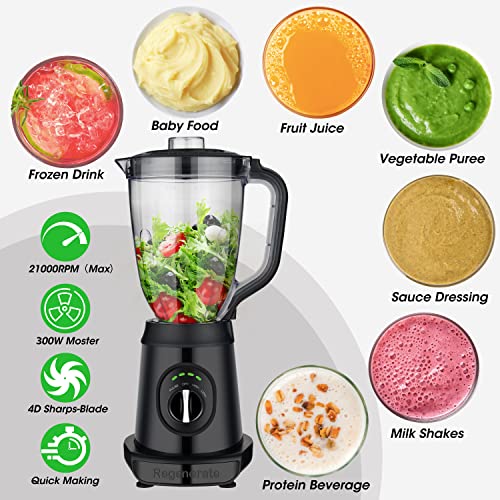 Baby Food
Fruit Juice
Frozen Drink
Vegetable Puree
21000RPM (Max)
Sauce Dressing
300W Moster
4D Sharps-Blade
Milk Shakes
Quick Making
Regenerate
Protein Beverage